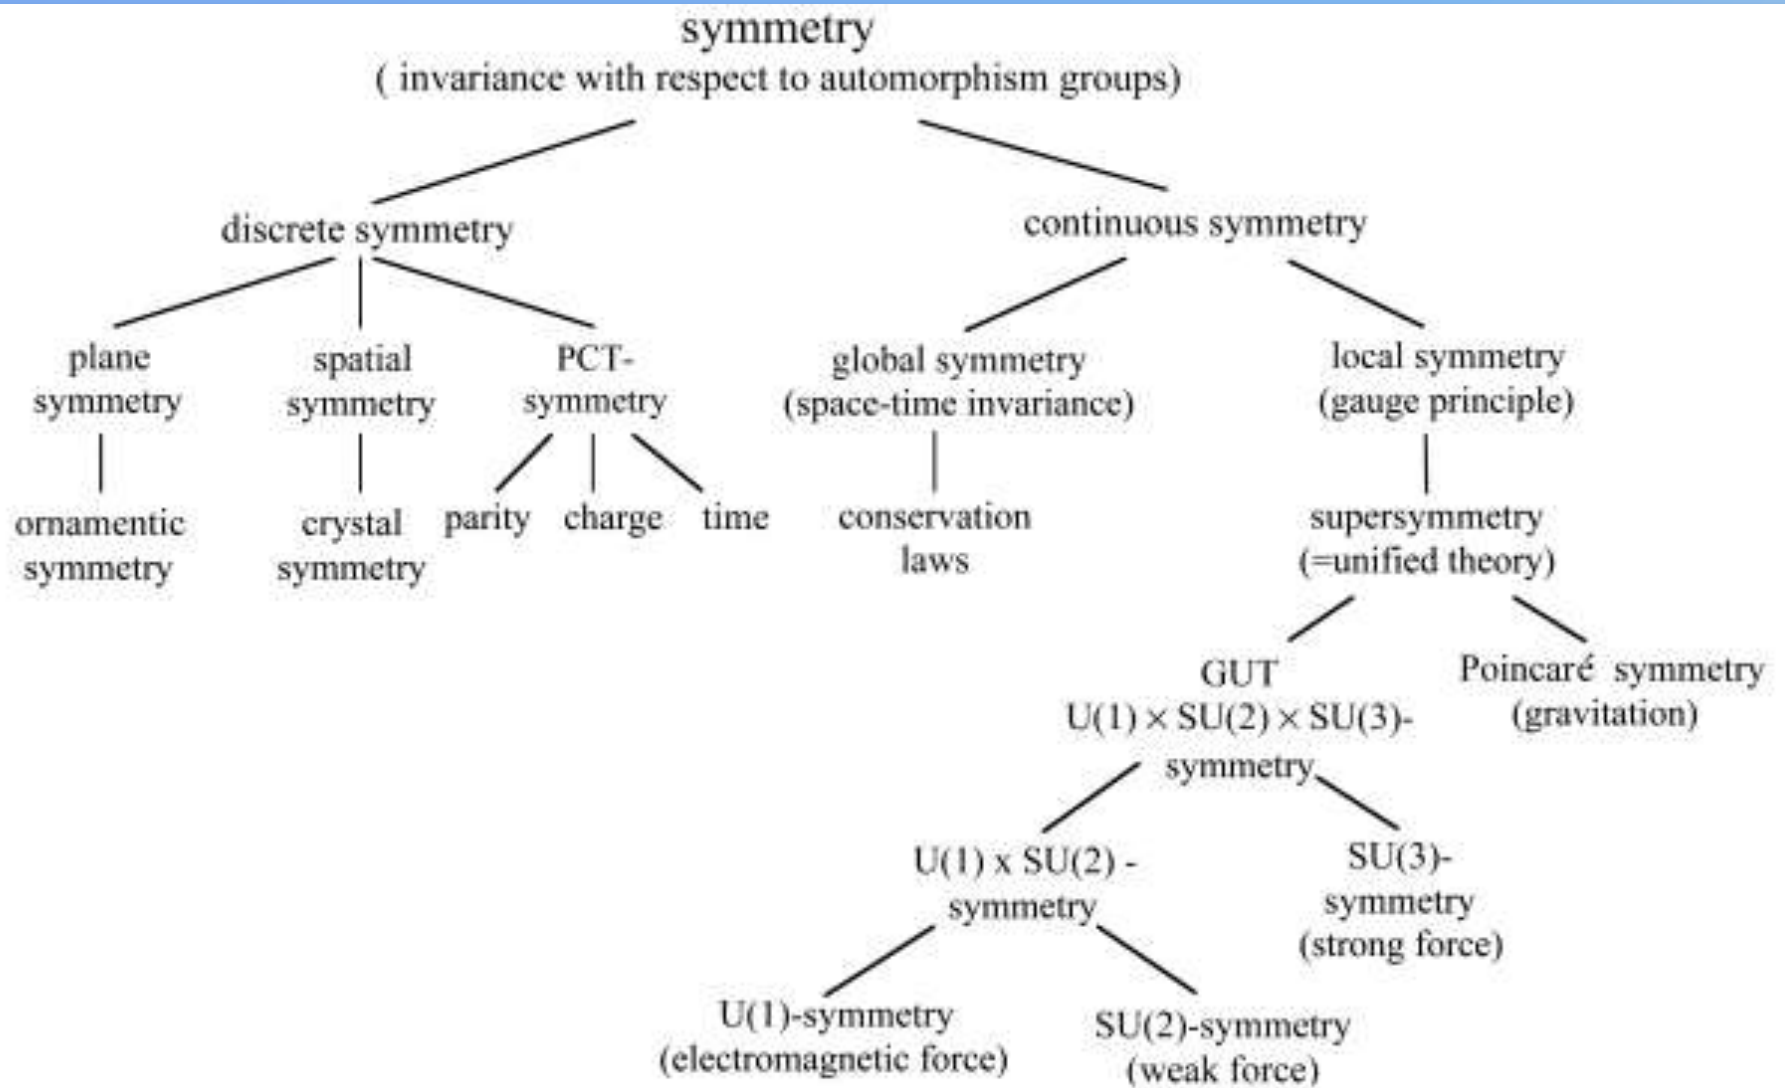 symmetry
( invariance with respect to automorphism groups)
discrete symmetry
continuous symmetry
plane
symmetry
spatial
symmetry
PCT-
symmetry
global symmetry
(space-time invariance)
local symmetry
(gauge principle)
ornamentic
symmetry
crystal
symmetry
parity
charge
time
conservation
laws
supersymmetry
(=unified theory)
GUT
U(1) × SU(2) × SU(3)-
symmetry
Poincaré symmetry
(gravitation)
U(1) x SU(2) -
symmetry
SU(3)-
symmetry
(strong force)
U(1)-symmetry
(electromagnetic force)
SU(2)-symmetry
(weak force)